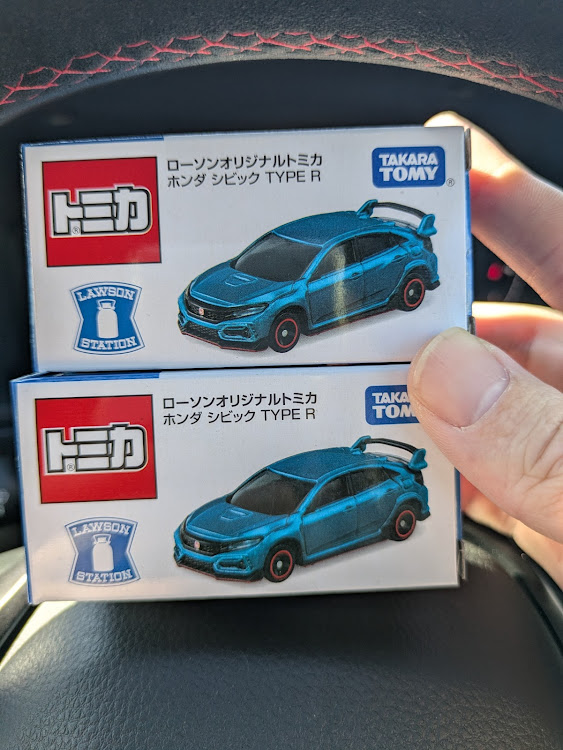 トミカ
®
ローソンオリジナルトミカ
ホンダ シビック TYPE R
TAKARA
TOMY
®
LAWSON
STATION
トミカ
®
ローソンオリジナルトミカ
ホンダ シビック TYPE R
LAWSON
STATION